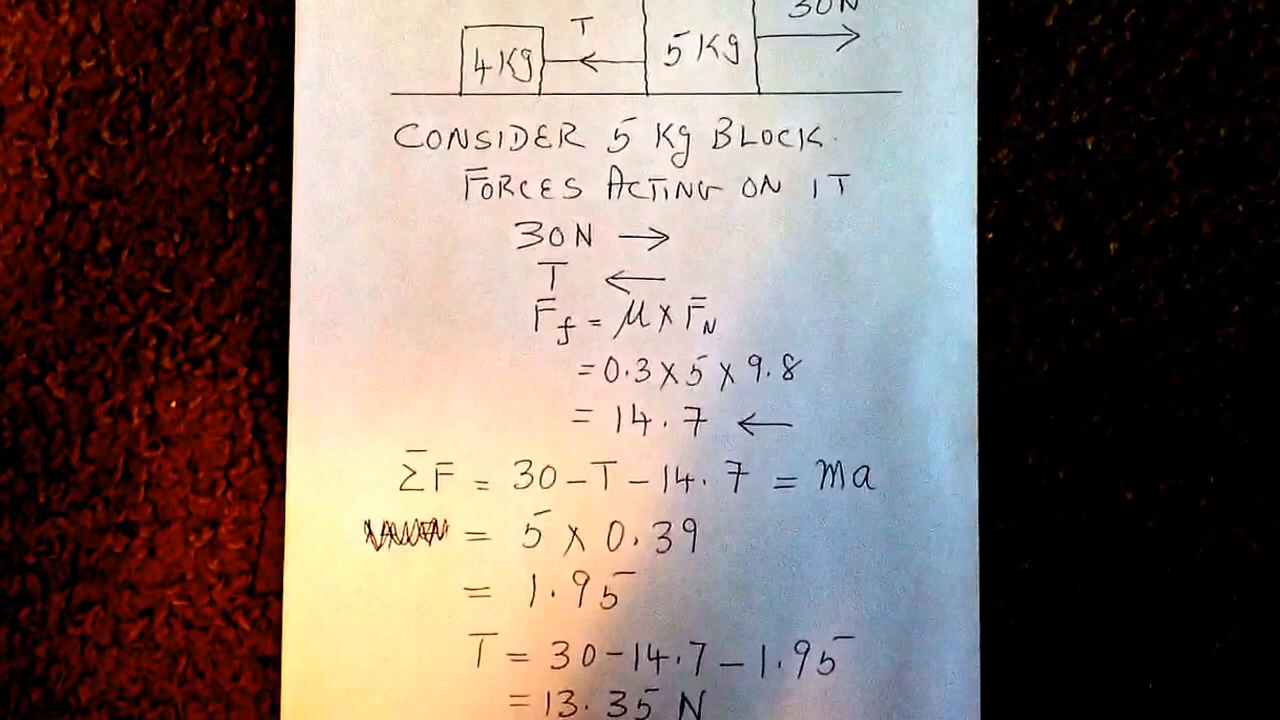 30N
T
4Kg
5Kg
CONSIDER 5 Kg BLOCK.
FORCES ACTING ON IT
30N →
T ←
Ff = μ x FN
= 0.3 x 5 x 9.8
= 14.7 ←
ΣF = 30 - T - 14.7 = ma
= 5 x 0.39
= 1.95
T = 30 - 14.7 - 1.95
= 13.35 N